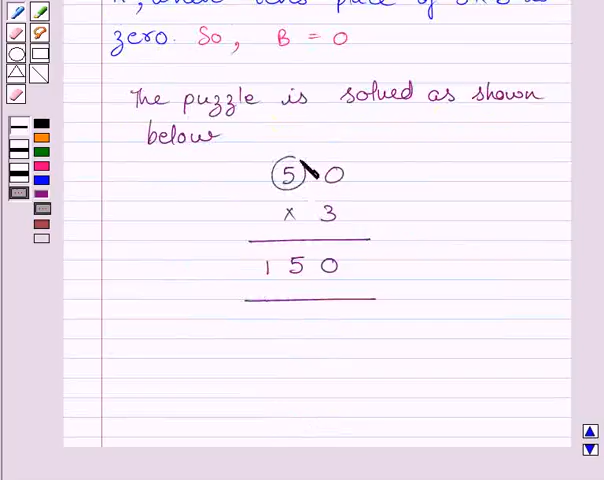 zero. So, B = 0
The puzzle is solved as shown
below
5 0
x 3
1 5 0